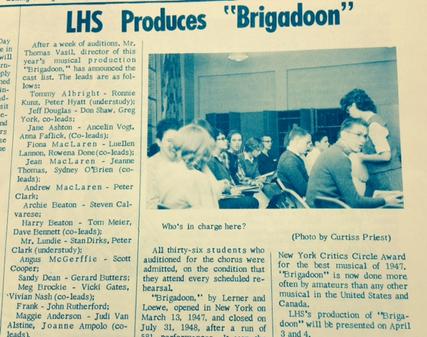 LHS Produces "Brigadoon"
After a week of auditions, Mr.
Thomas Vasil, director of this
year's musical production
"Brigadoon," has announced the
cast list. The leads are as fol-
lows:
Tommy Albright - Ronnie
Kunz, Peter Hyatt (understudy);
Jeff Douglas - Don Shaw, Greg
York, co-leads);
Jane Ashton - Ancelin Vogt,
Anna Faflick, (co-leads);
Fiona MacLaren - Luellen
Lannon, Rowena Done (co-leads);
Jean MacLaren - Jeanne
Thomas, Sydney O'Brien (co-
leads);
Andrew MacLaren - Peter
Clark;
Archie Beaton - Steven Cal-
varese;
Harry Beaton - Tom Meier,
Dave Bennett (co-leads);
Mr. Lundie - Stan Dirks, Peter
Clark (understudy);
Angus McGerffie - Scott
Cooper;
Sandy Dean - Gerard Butters;
Meg Brockie - Vicki Gates,
Vivian Nash (co-leads);
Frank - John Rutherford;
Maggie Anderson - Judi Van
Alstine, Joanne Ampolo (co-
leads).
Who's in charge here?
(Photo by Curtiss Priest)
All thirty-six students who
auditioned for the chorus were
admitted, on the condition that
they attend every scheduled re-
hearsal.
"Brigadoon," by Lerner and
Loewe, opened in New York on
March 13, 1947, and closed on
July 31, 1948, after a run of
581
New York Critics Circle Award
for the best musical of 1947.
"Brigadoon" is now done more
often by amateurs than any other
musical in the United States and
Canada.
LHS's production of "Briga-
doon" will be presented on April
3 and 4.